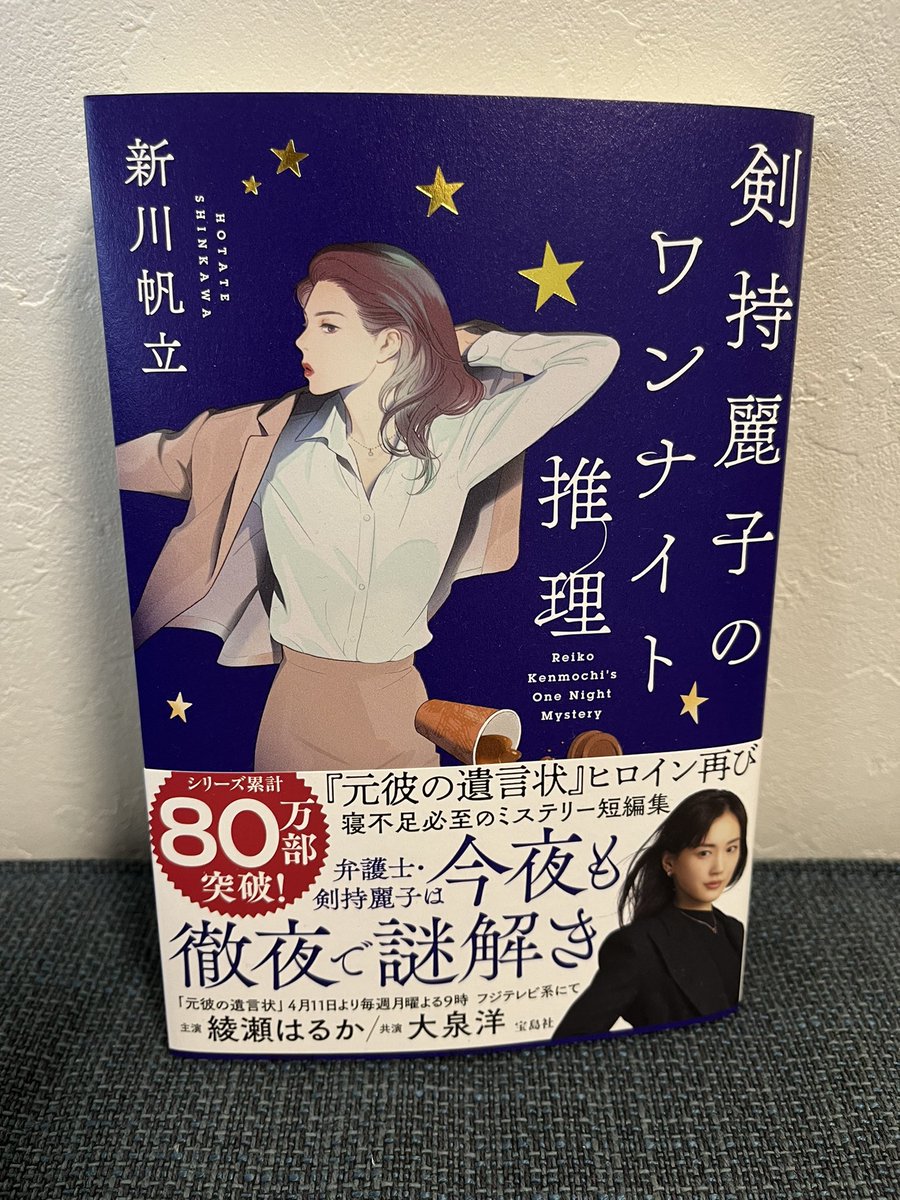 剣持麗子の
ワンナイト
推理
Reiko
Kenmochi's
One Night
Mystery
新川帆立
HOTATE
SHINKAWA
『元彼の遺言状』ヒロイン再び
寝不足必至のミステリー短編集
シリーズ累計
80万部
突破!
弁護士・
剣持麗子は
今夜も
徹夜で謎解き
「元彼の遺言状」4月11日より毎週月曜よる9時 フジテレビ系にて
主演 綾瀬はるか/共演 大泉洋 宝島社